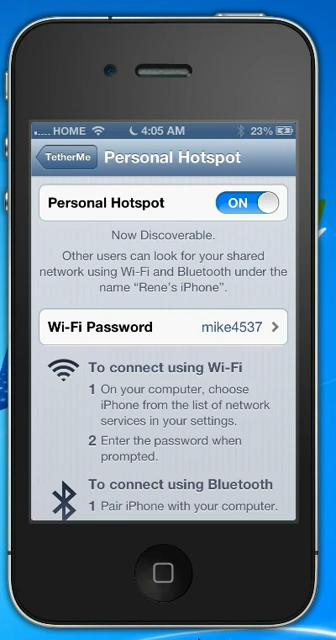 ..... HOME 4:05 AM 23%
TetherMe Personal Hotspot
Personal Hotspot ON
Now Discoverable.
Other users can look for your shared
network using Wi-Fi and Bluetooth under the
name “Rene’s iPhone”.
Wi-Fi Password mike4537
To connect using Wi-Fi
1 On your computer, choose
iPhone from the list of network
services in your settings.
2 Enter the password when
prompted.
To connect using Bluetooth
1 Pair iPhone with your computer.